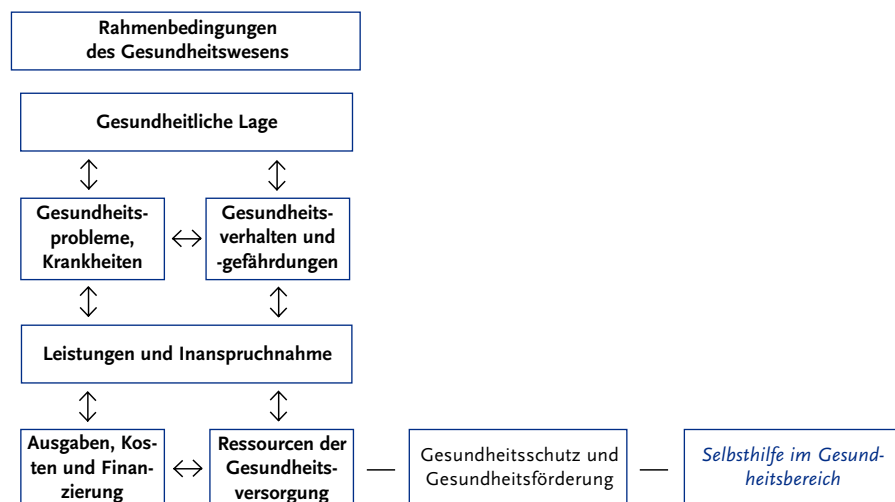 Rahmenbedingungen
des Gesundheitswesens
Gesundheitliche Lage
Gesundheits-
probleme,
Krankheiten
Gesundheits-
verhalten und
-gefährdungen
Leistungen und Inanspruchnahme
Ausgaben, Kos-
ten und Finan-
zierung
Ressourcen der
Gesundheits-
versorgung
Gesundheitsschutz und
Gesundheitsförderung
Selbsthilfe im Gesund-
heitsbereich